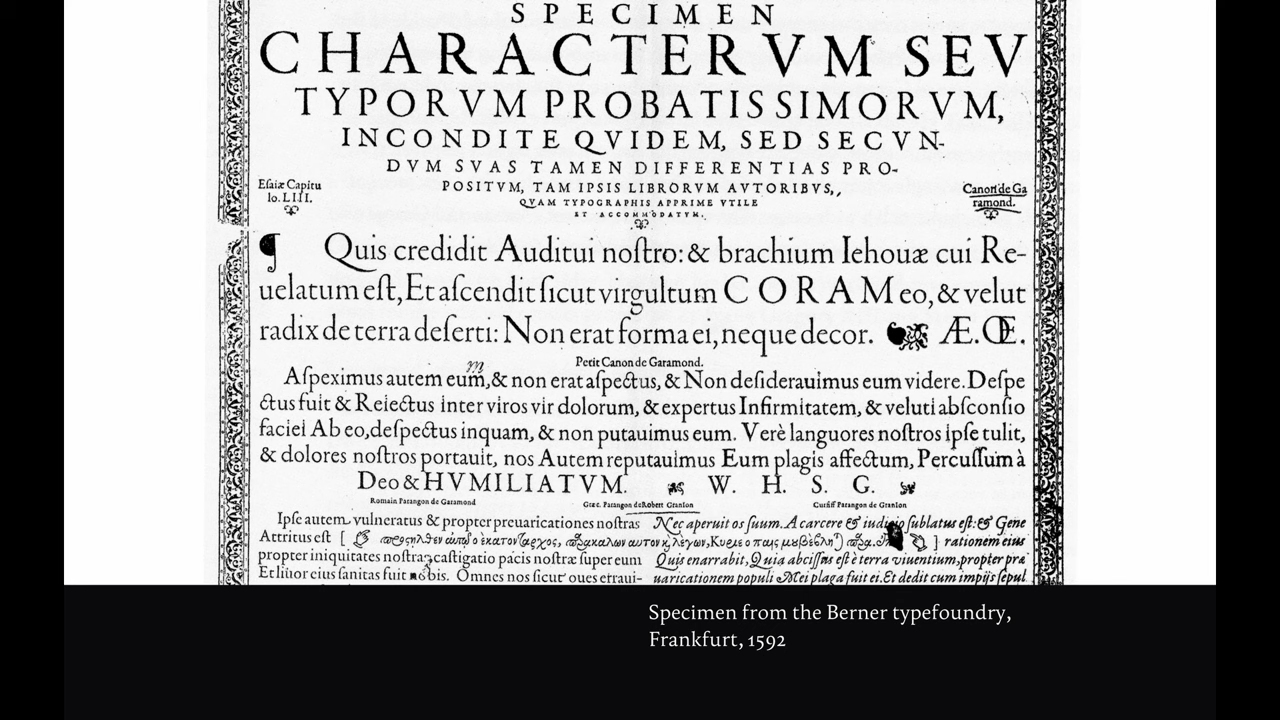 SPECIMEN
CHARACTERVM SEV
TYPORVM PROBATISSIMORVM,
INCONDITE QVIDEM, SED SECVN-
DVM SVAS TAMEN DIFFERENTIAS PRO-
POSITVM, TAM IPSIS LIBRORVM AVTORIBVS,
QVAM TYPOGRAPHIS APPRIME VTILE
ET ACCOMMODATVM.
Eſaiæ Capitu
lo. LIII.
Canon de Ga
ramond.
¶ Quis credidit Auditui noſtro: & brachium Iehouæ cui Re-
uelatum eſt, Et aſcendit ſicut virgultum CORAM eo, & velut
radix de terra deſerti: Non erat forma ei, neque decor. Æ. Œ.
Petit Canon de Garamond.
m
Aſpeximus autem eum, & non erat aſpectus, & Non deſiderauimus eum videre. Deſpe
ctus fuit & Reiectus inter viros vir dolorum, & expertus Infirmitatem, & veluti abſconſio
faciei Ab eo, deſpectus inquam, & non putauimus eum. Verè languores noſtros ipſe tulit,
& dolores noſtros portauit, nos Autem reputauimus Eum plagis affectum, Percuſſum à
Deo & HVMILIATVM. W. H. S. G.
Romain Parangon de Garamond
Grec. Parangon de Robert Granlon
Curſiff Parangon de Granlon
Ipſe autem vulneratus & propter preuaricationes noſtras
Attritus eſt [
propter iniquitates noſtras, caſtigatio pacis noſtræ ſuper eum
Et liuor eius ſanitas fuit nobis. Omnes nos ſicut oues erraui-
Nec aperuit os ſuum. A carcere & iudicio ſublatus eſt: & Gene
] rationem eius
Quis enarrabit, Quia abciſſus eſt è terra viuentium, propter præ
uaricationem populi Mei plaga fuit ei. Et dedit cum impijs ſepul
Specimen from the Berner typefoundry,
Frankfurt, 1592